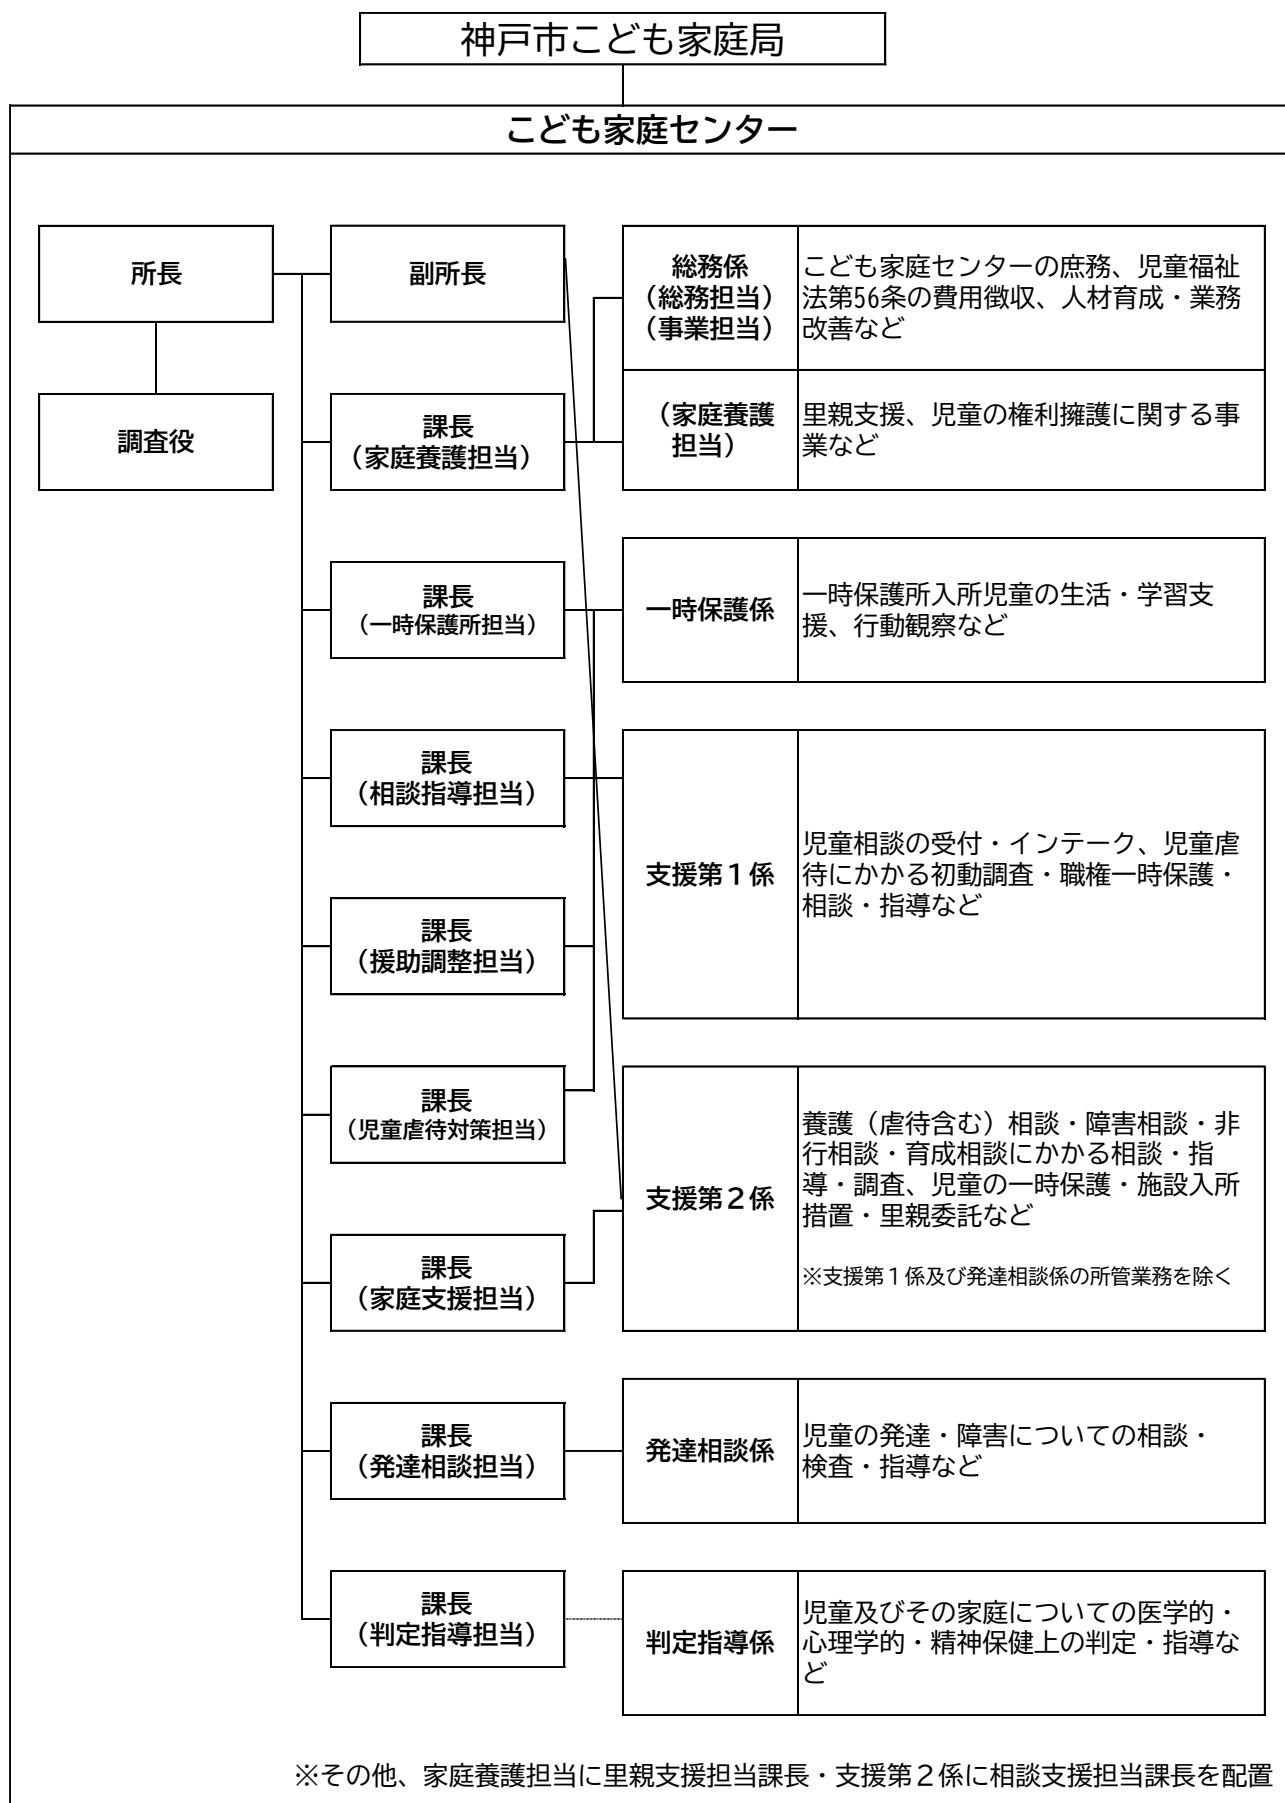 神戸市こども家庭局
こども家庭センター
所長
副所長
総務係
（総務担当）
（事業担当）
こども家庭センターの庶務、児童福祉
法第56条の費用徴収、人材育成・業務
改善など
調査役
課長
（家庭養護担当）
（家庭養護
担当）
里親支援、児童の権利擁護に関する事
業など
課長
（一時保護所担当）
一時保護係
一時保護所入所児童の生活・学習支
援、行動観察など
課長
（相談指導担当）
支援第１係
児童相談の受付・インテーク、児童虐
待にかかる初動調査・職権一時保護・
相談・指導など
課長
（援助調整担当）
課長
（児童虐待対策担当）
支援第２係
養護（虐待含む）相談・障害相談・非
行相談・育成相談にかかる相談・指
導・調査、児童の一時保護・施設入所
措置・里親委託など
※支援第１係及び発達相談係の所管業務を除く
課長
（家庭支援担当）
課長
（発達相談担当）
発達相談係
児童の発達・障害についての相談・
検査・指導など
課長
（判定指導担当）
判定指導係
児童及びその家庭についての医学的・
心理学的・精神保健上の判定・指導な
ど
※その他、家庭養護担当に里親支援担当課長・支援第２係に相談支援担当課長を配置